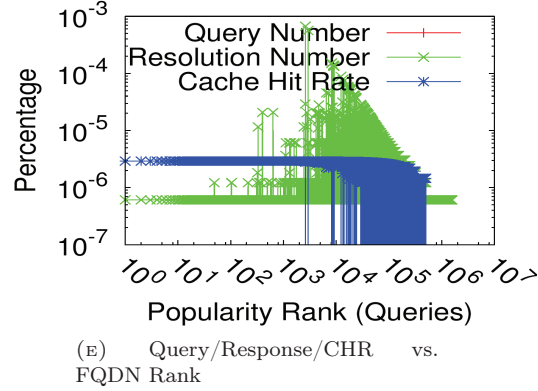 10^-3
Query Number
Resolution Number
10^-4
Cache Hit Rate
Percentage
10^-5
10^-6
10^-7
10^0 10^1 10^2 10^3 10^4 10^5 10^6 10^7
Popularity Rank (Queries)
(E) Query/Response/CHR vs.
FQDN Rank